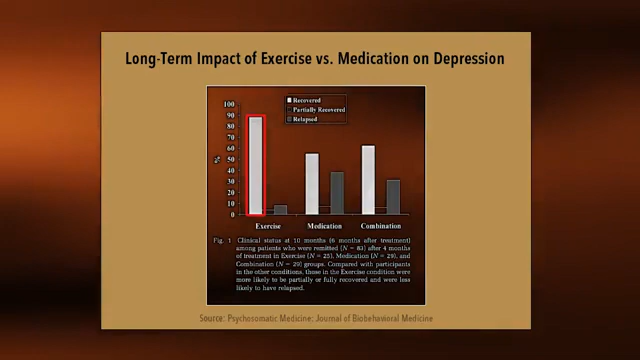 Long-Term Impact of Exercise vs. Medication on Depression
100
90
80
70
60
50
40
30
20
10
0
%
Recovered
Partially Recovered
Relapsed
Exercise Medication Combination
Fig. 1 Clinical status at 10 months (6 months after treatment)
among patients who were remitted (N = 83) after 4 months
of treatment in Exercise (N = 25), Medication (N = 29), and
Combination (N = 29) groups. Compared with participants
in the other conditions, those in the Exercise condition were
more likely to be partially or fully recovered and were less
likely to have relapsed.
Source: Psychosomatic Medicine: Journal of Biobehavioral Medicine